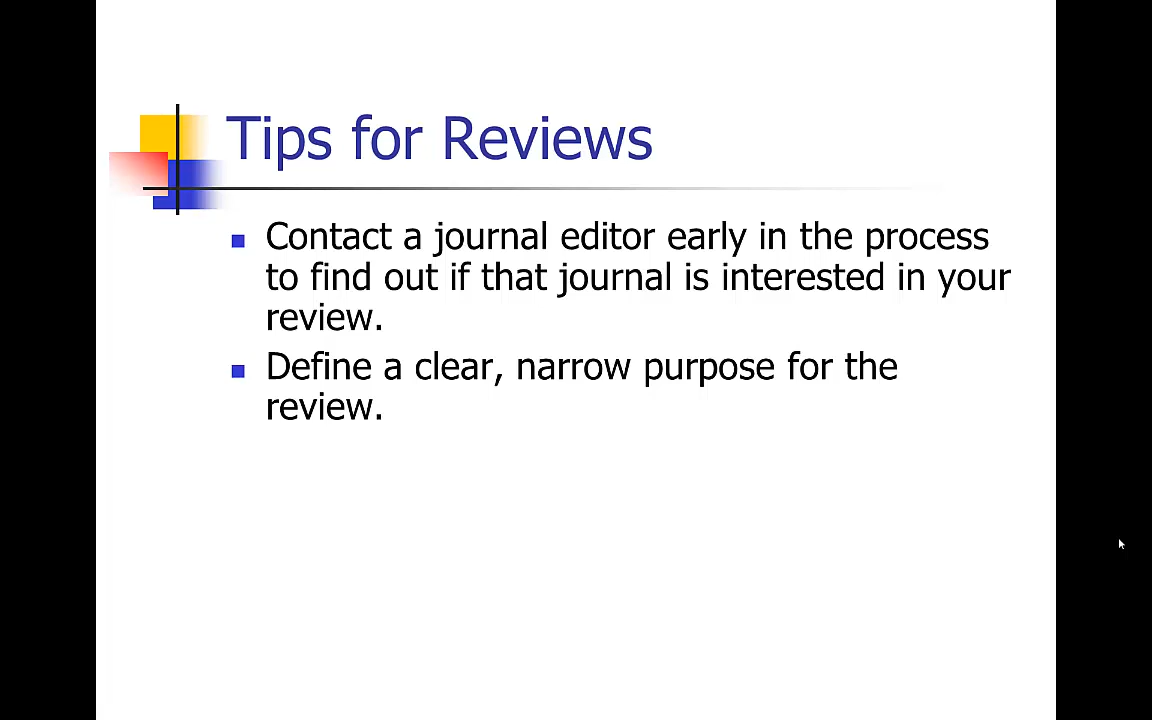 Tips for Reviews
Contact a journal editor early in the process
to find out if that journal is interested in your
review.
Define a clear, narrow purpose for the
review.